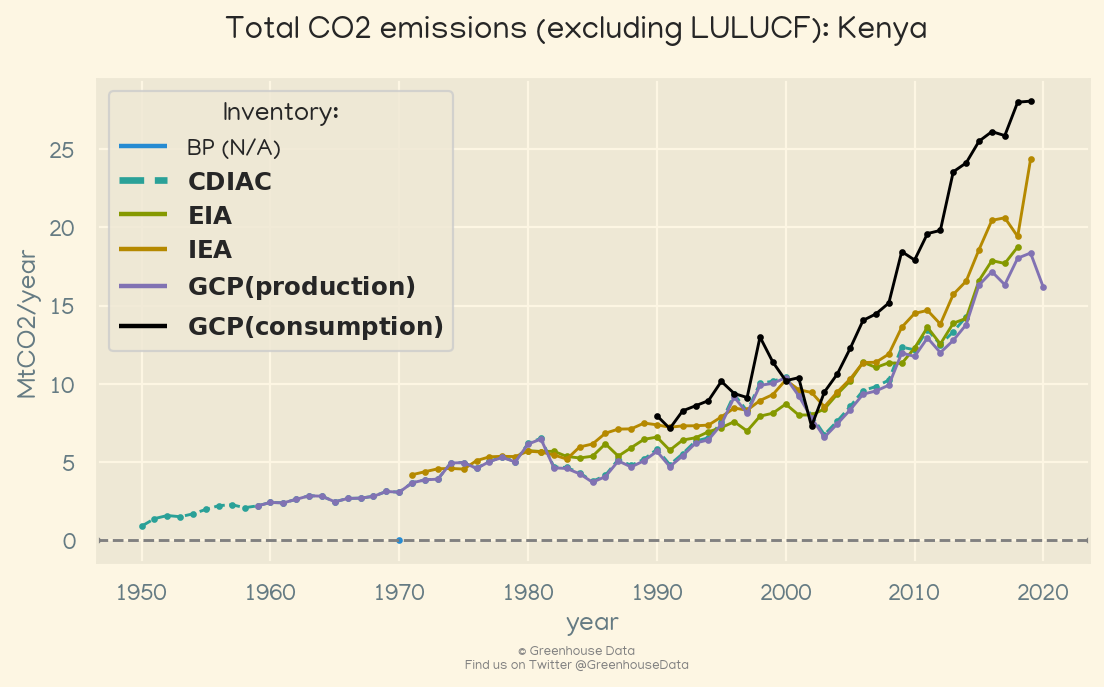 Total CO2 emissions (excluding LULUCF): Kenya
Inventory:
BP (N/A)
CDIAC
EIA
IEA
GCP(production)
GCP(consumption)
MtCO2/year
25
20
15
10
5
0
1950 1960 1970 1980 1990 2000 2010 2020
year
© Greenhouse Data
Find us on Twitter @GreenhouseData